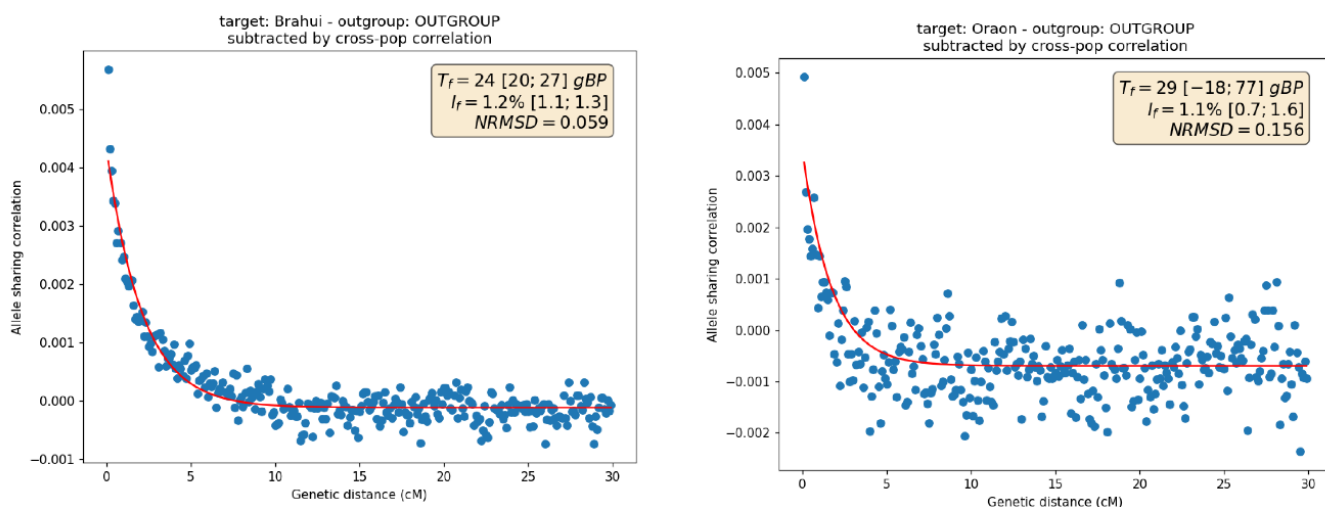 target: Brahui - outgroup: OUTGROUP
subtracted by cross-pop correlation
T_f = 24 [20; 27] gBP
I_f = 1.2% [1.1; 1.3]
NRMSD = 0.059
0.005
0.004
0.003
0.002
0.001
0.000
−0.001
Allele sharing correlation
0 5 10 15 20 25 30
Genetic distance (cM)
target: Oraon - outgroup: OUTGROUP
subtracted by cross-pop correlation
T_f = 29 [−18; 77] gBP
I_f = 1.1% [0.7; 1.6]
NRMSD = 0.156
0.005
0.004
0.003
0.002
0.001
0.000
−0.001
−0.002
Allele sharing correlation
0 5 10 15 20 25 30
Genetic distance (cM)